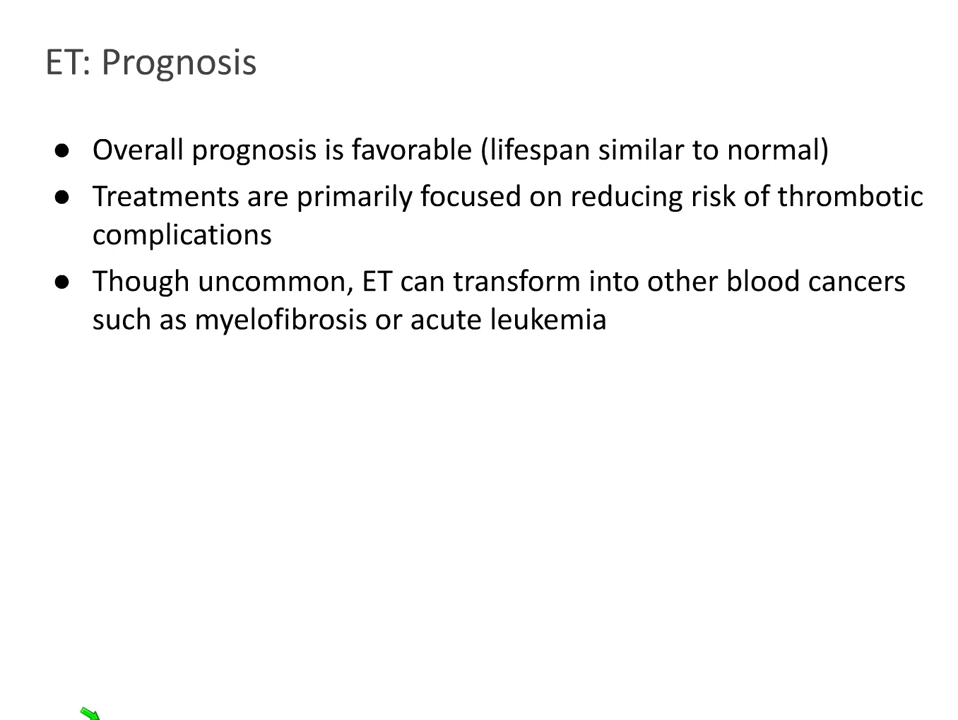 ET: Prognosis
● Overall prognosis is favorable (lifespan similar to normal)
● Treatments are primarily focused on reducing risk of thrombotic
complications
● Though uncommon, ET can transform into other blood cancers
such as myelofibrosis or acute leukemia